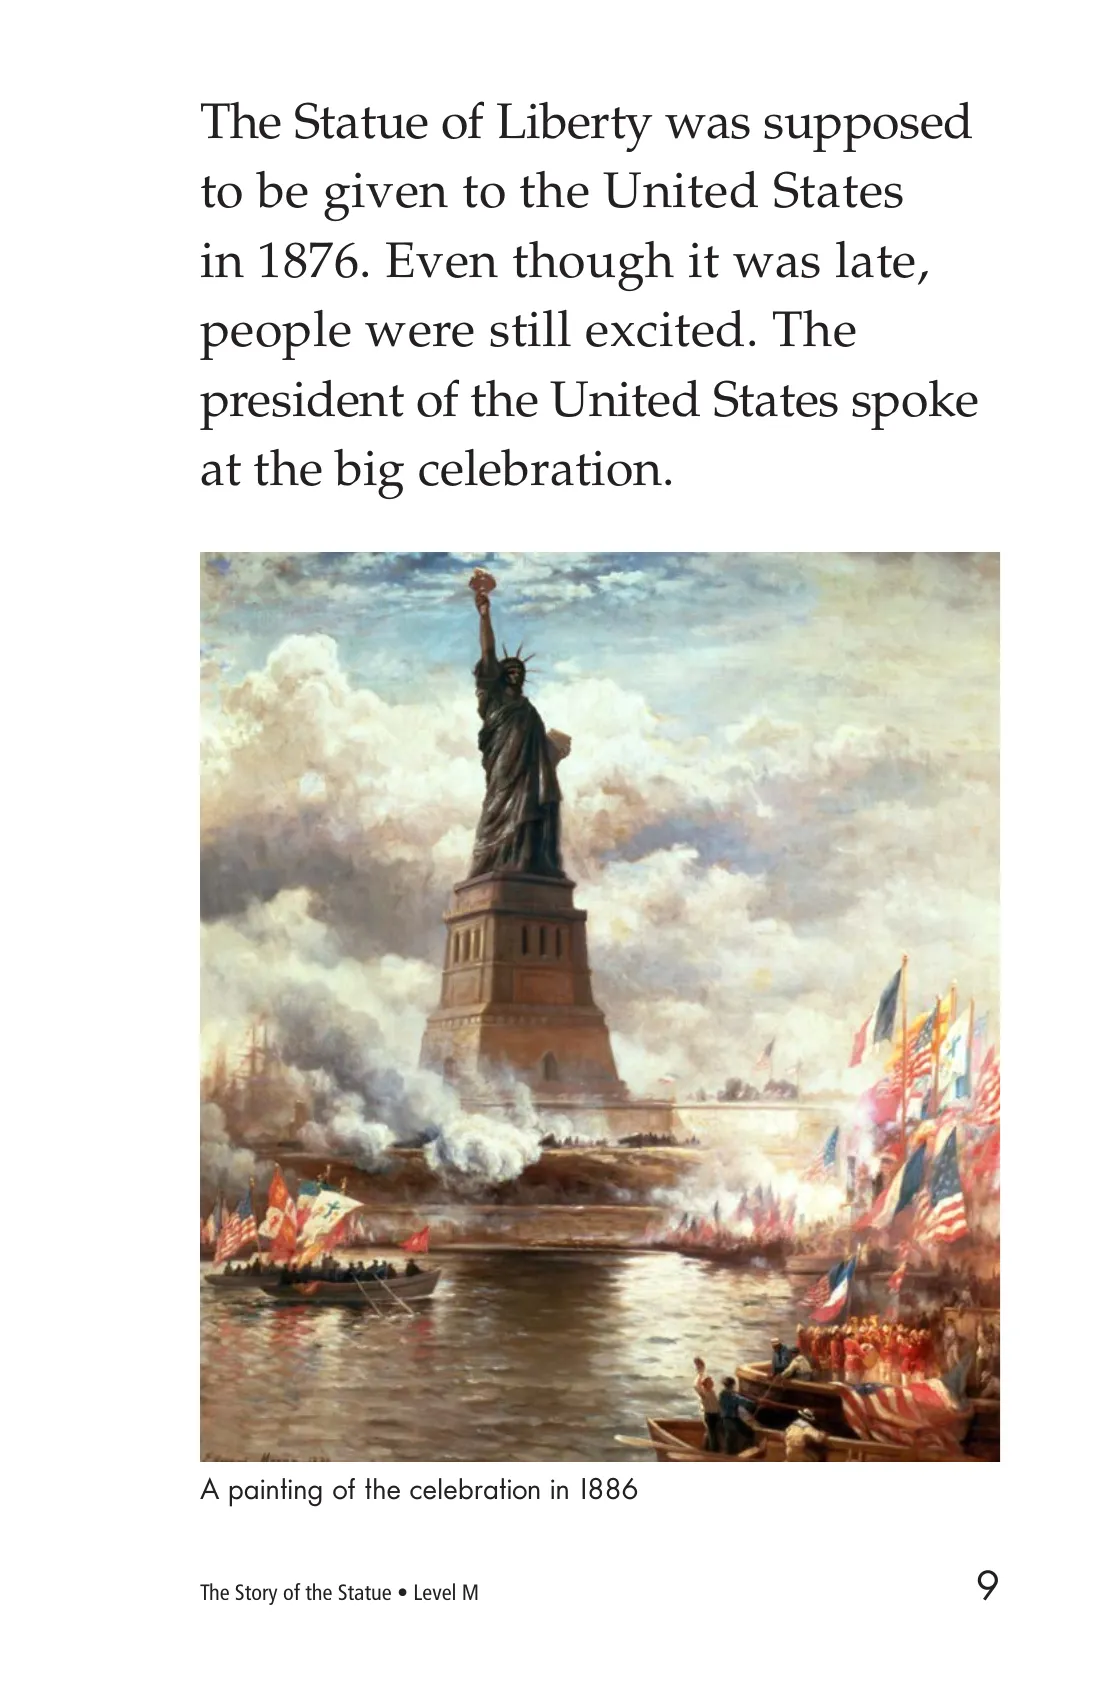 The Statue of Liberty was supposed
to be given to the United States
in 1876. Even though it was late,
people were still excited. The
president of the United States spoke
at the big celebration.
A painting of the celebration in 1886
The Story of the Statue • Level M
9